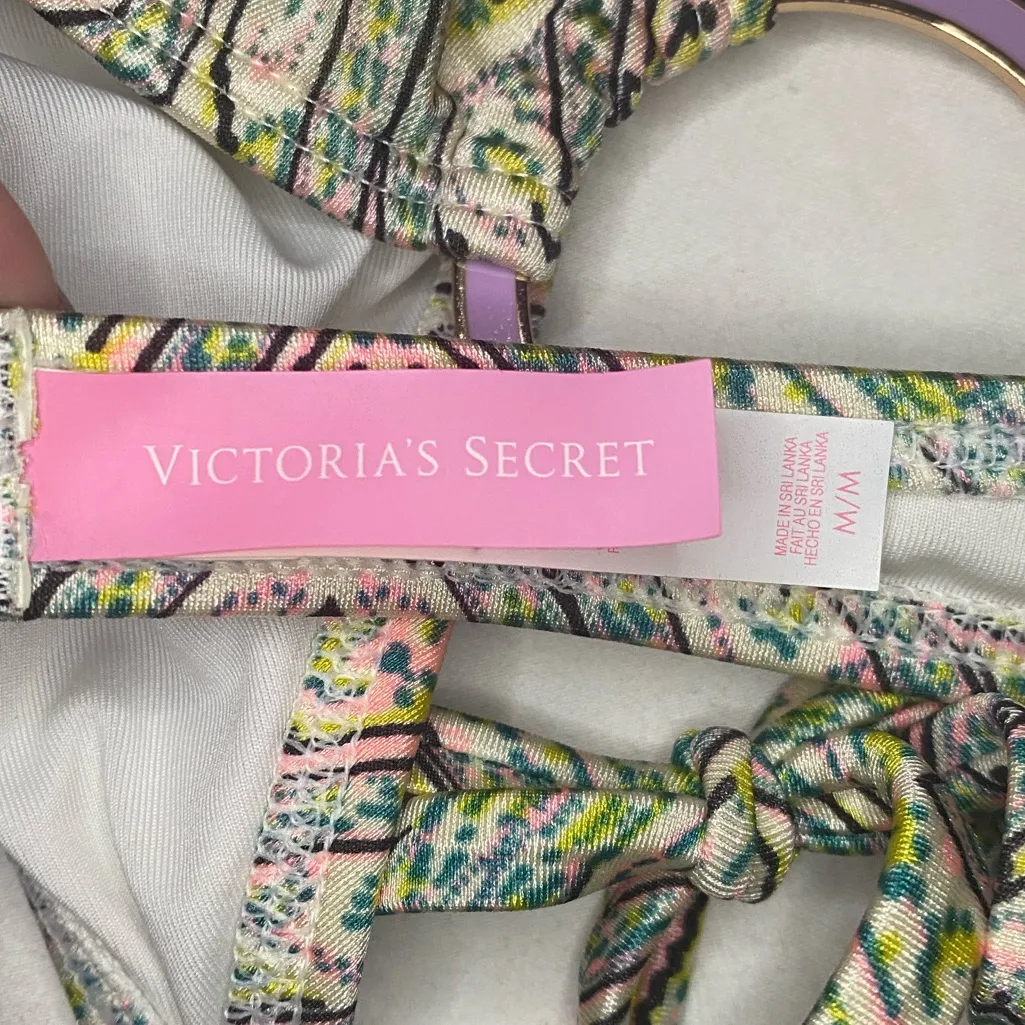 VICTORIA'S SECRET
MADE IN SRI LANKA
FAIT AU SRI LANKA
HECHO EN SRI LANKA
M/M